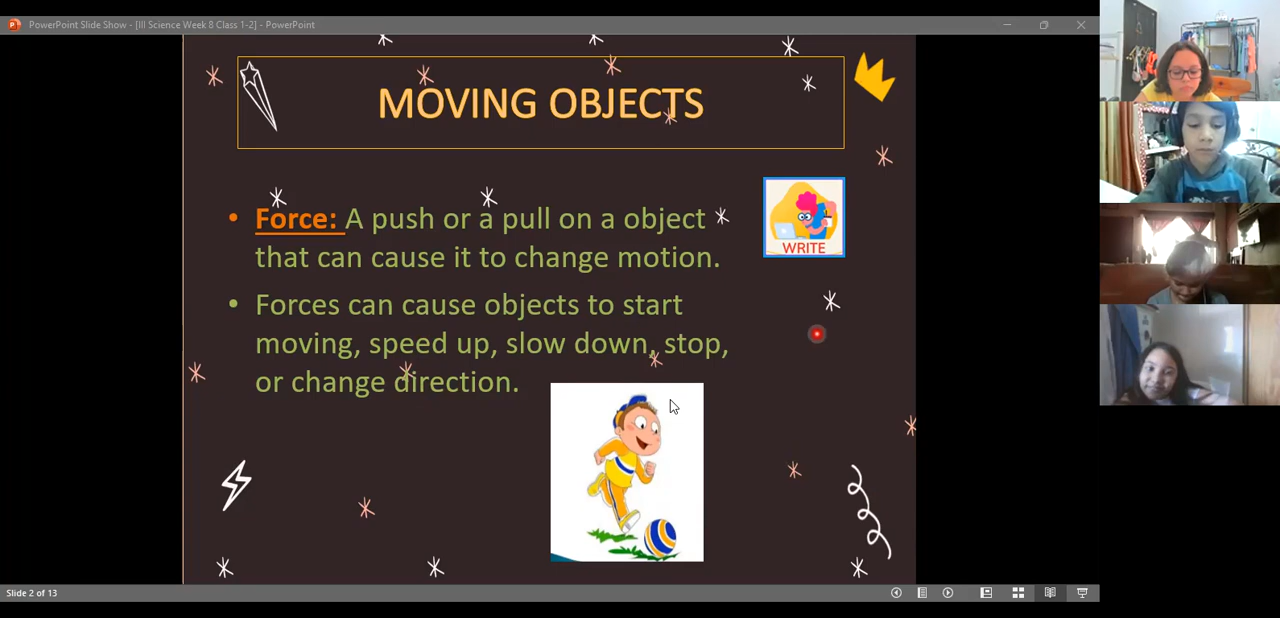 PowerPoint Slide Show - [III Science Week 8 Class 1-2] - PowerPoint
MOVING OBJECTS
• Force: A push or a pull on a object
that can cause it to change motion.
WRITE
• Forces can cause objects to start
moving, speed up, slow down, stop,
or change direction.
Slide 2 of 13